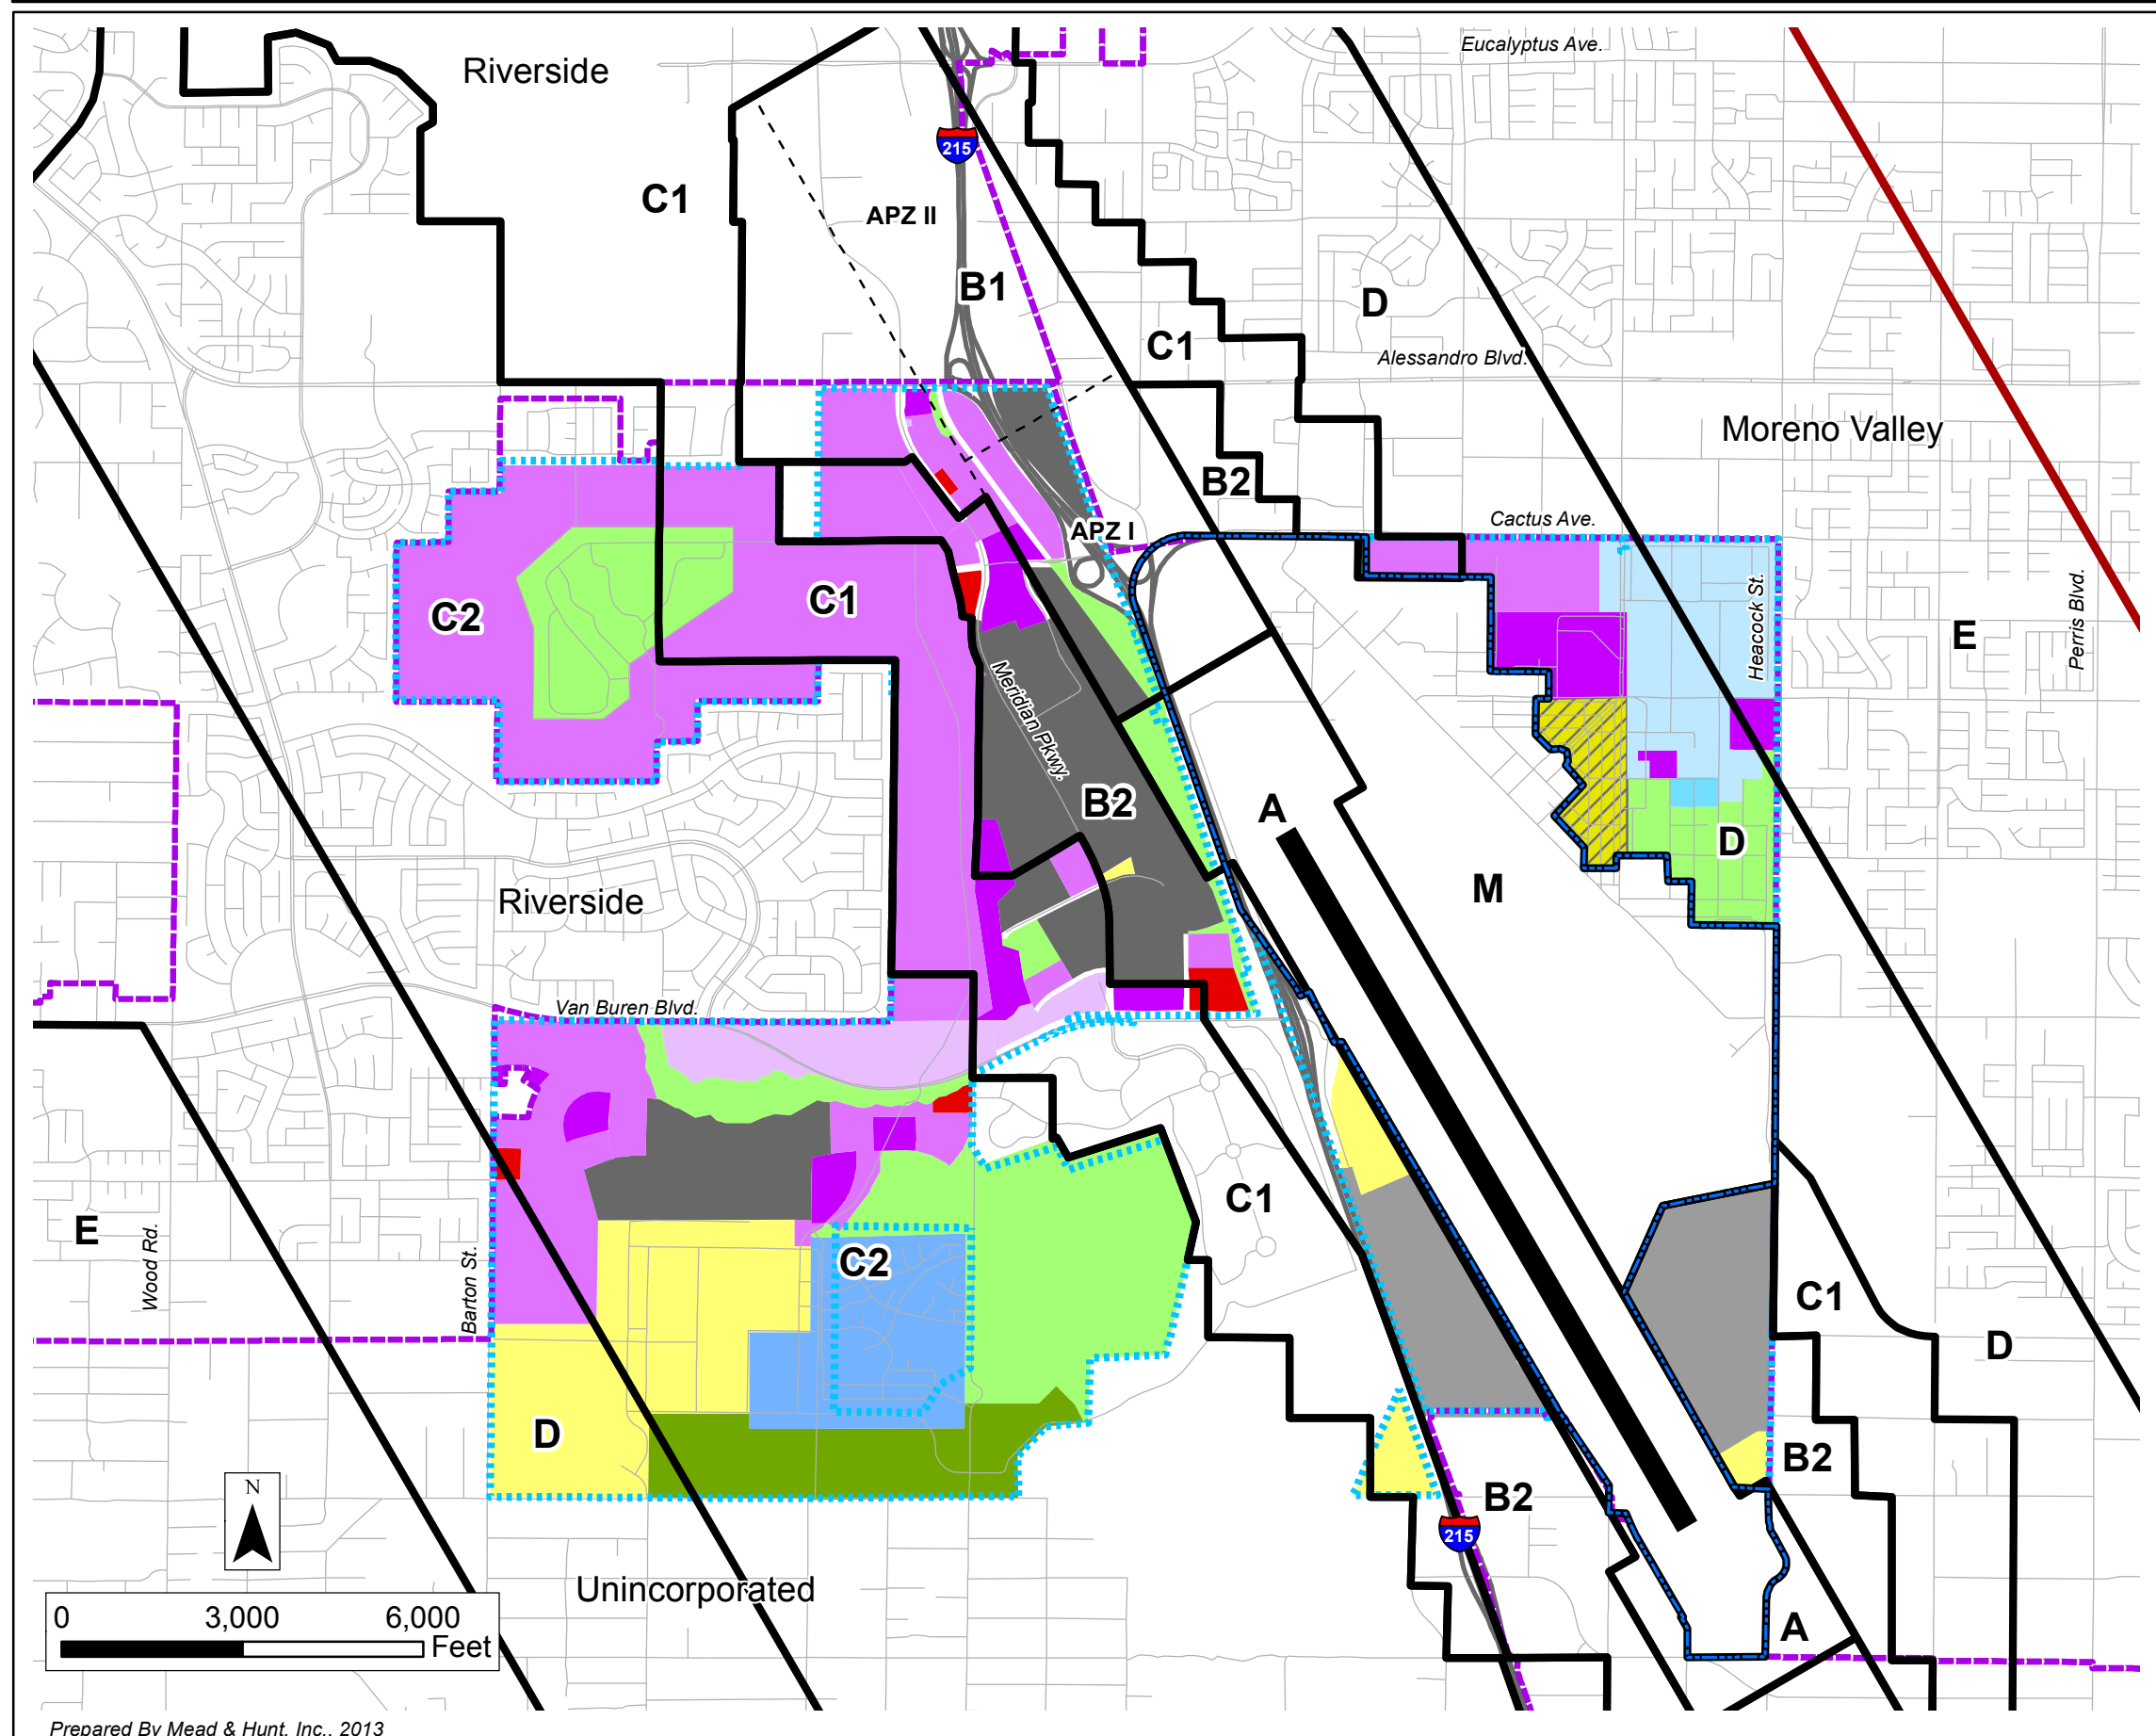 Eucalyptus Ave.
Riverside
215
C1
APZ II
B1
D
C1
Alessandro Blvd.
Moreno Valley
B2
Cactus Ave.
APZ I
C2
C1
Heacock St.
E
Perris Blvd.
Meridian Pkwy.
B2
A
D
M
Riverside
Van Buren Blvd.
C1
E
Wood Rd.
Barton St.
C2
C1
D
D
B2
N
B2
215
Unincorporated
0 3,000 6,000
Feet
A
Prepared By Mead & Hunt, Inc., 2013